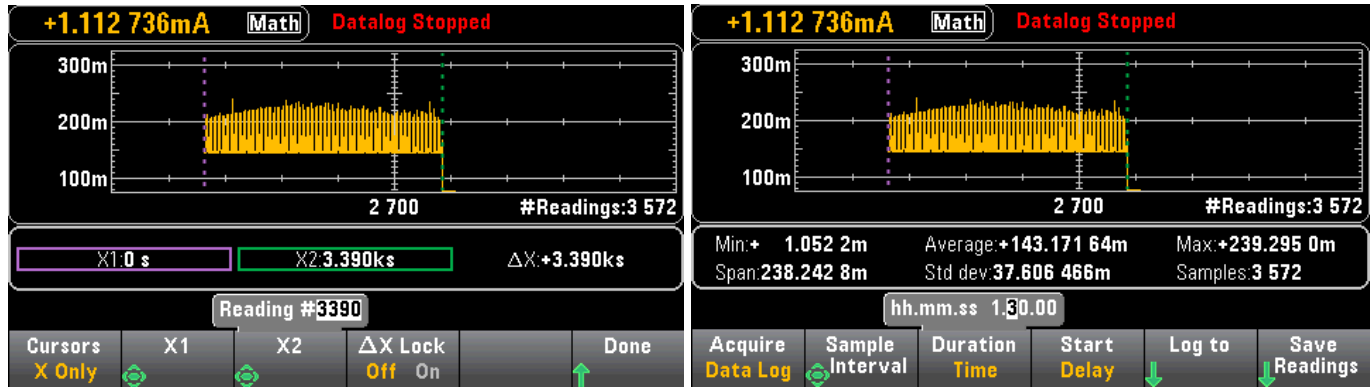 +1.112 736mA Math Datalog Stopped
300m
200m
100m
2 700 #Readings:3 572
X1:0 s X2:3.390ks ΔX:+3.390ks
Reading #3390
Cursors X1 X2 ΔX Lock Done
X Only Off On
+1.112 736mA Math Datalog Stopped
300m
200m
100m
2 700 #Readings:3 572
Min:+ 1.052 2m Average:+143.171 64m Max:+239.295 0m
Span:238.242 8m Std dev:37.606 466m Samples:3 572
hh.mm.ss 1.30.00
Acquire Sample Duration Start Log to Save
Data Log Interval Time Delay Readings